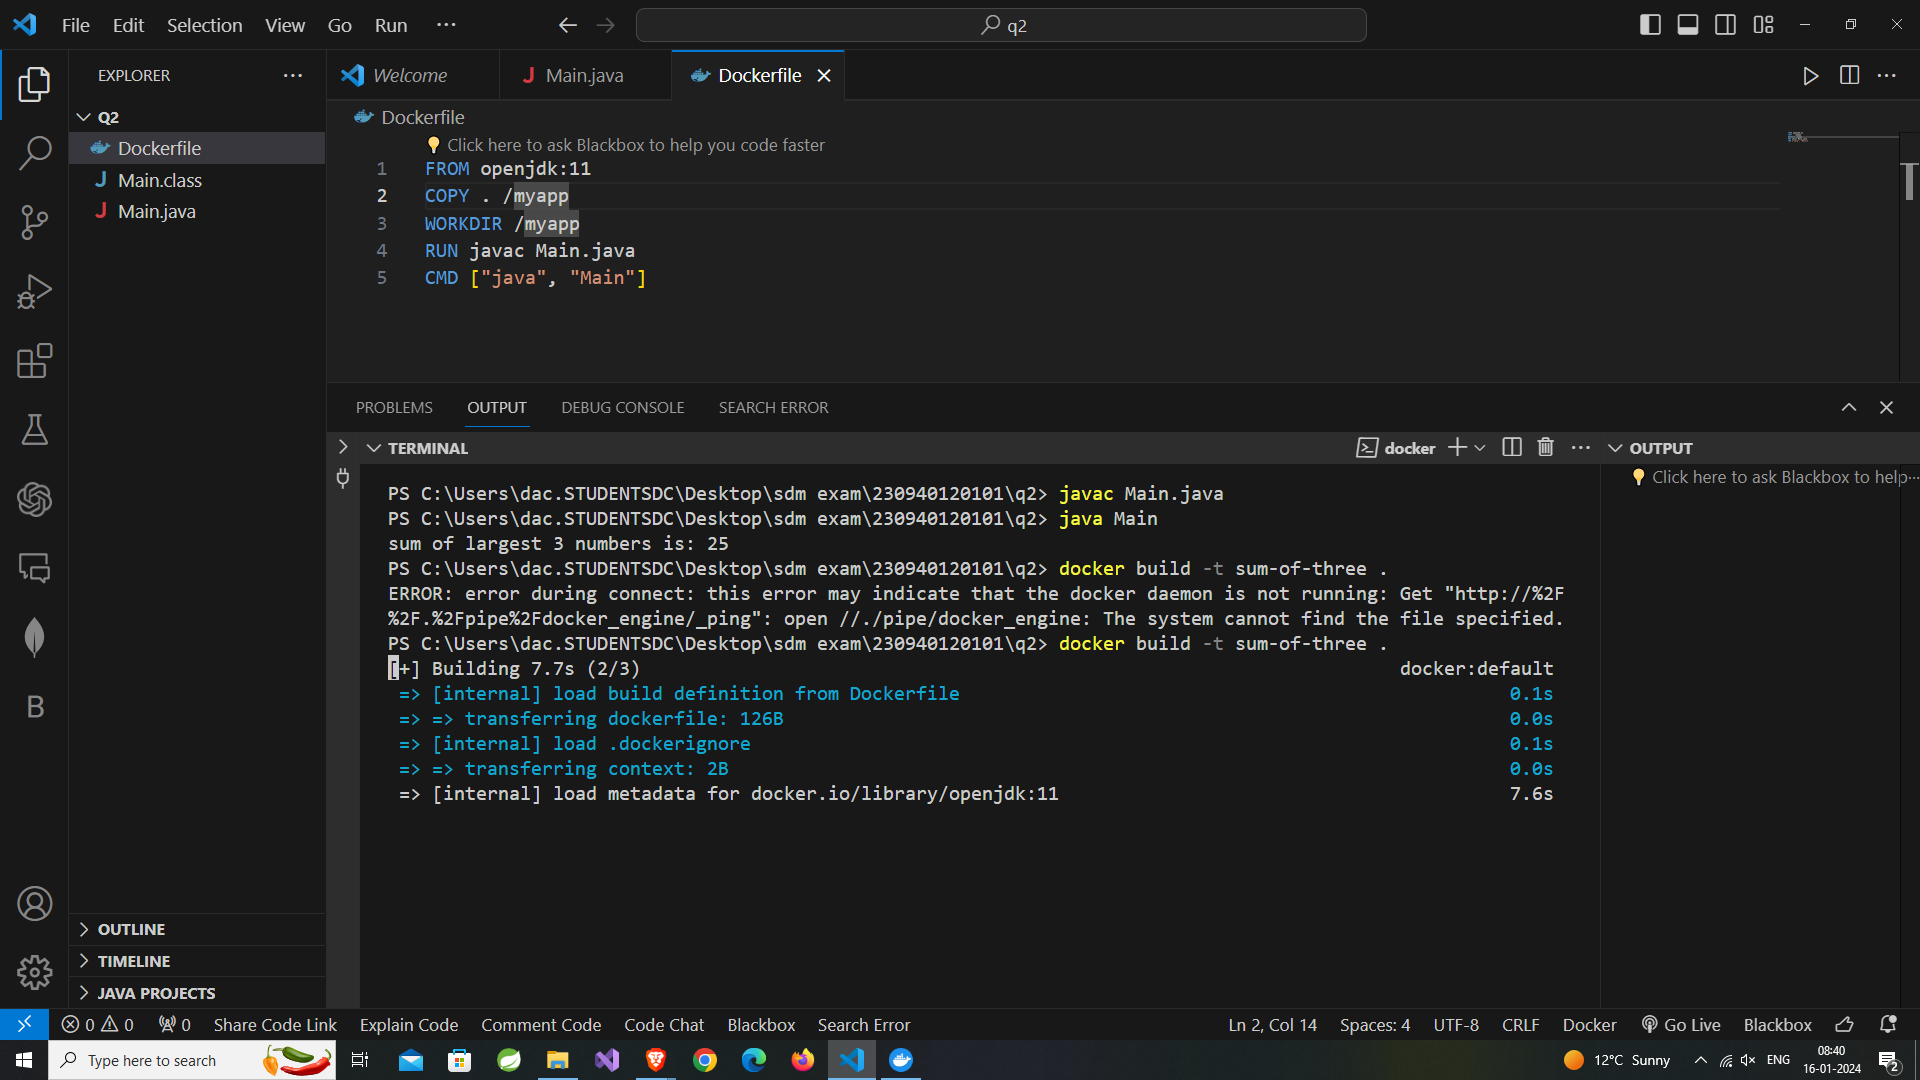 File Edit Selection View Go Run ··· q2
EXPLORER ···
Q2
Dockerfile
Main.class
Main.java
OUTLINE
TIMELINE
JAVA PROJECTS
Welcome Main.java Dockerfile
Dockerfile
Click here to ask Blackbox to help you code faster
1 FROM openjdk:11
2 COPY . /myapp
3 WORKDIR /myapp
4 RUN javac Main.java
5 CMD ["java", "Main"]
PROBLEMS OUTPUT DEBUG CONSOLE SEARCH ERROR
TERMINAL docker
PS C:\Users\dac.STUDENTSDC\Desktop\sdm exam\230940120101\q2> javac Main.java
PS C:\Users\dac.STUDENTSDC\Desktop\sdm exam\230940120101\q2> java Main
sum of largest 3 numbers is: 25
PS C:\Users\dac.STUDENTSDC\Desktop\sdm exam\230940120101\q2> docker build -t sum-of-three .
ERROR: error during connect: this error may indicate that the docker daemon is not running: Get "http://%2F
%2F.%2Fpipe%2Fdocker_engine/_ping": open //./pipe/docker_engine: The system cannot find the file specified.
PS C:\Users\dac.STUDENTSDC\Desktop\sdm exam\230940120101\q2> docker build -t sum-of-three .
[+] Building 7.7s (2/3) docker:default
=> [internal] load build definition from Dockerfile 0.1s
=> => transferring dockerfile: 126B 0.0s
=> [internal] load .dockerignore 0.1s
=> => transferring context: 2B 0.0s
=> [internal] load metadata for docker.io/library/openjdk:11 7.6s
OUTPUT
Click here to ask Blackbox to help···
B
0 0 0 Share Code Link Explain Code Comment Code Code Chat Blackbox Search Error Ln 2, Col 14 Spaces: 4 UTF-8 CRLF Docker Go Live Blackbox
Type here to search 12°C Sunny ENG 08:40
16-01-2024 2